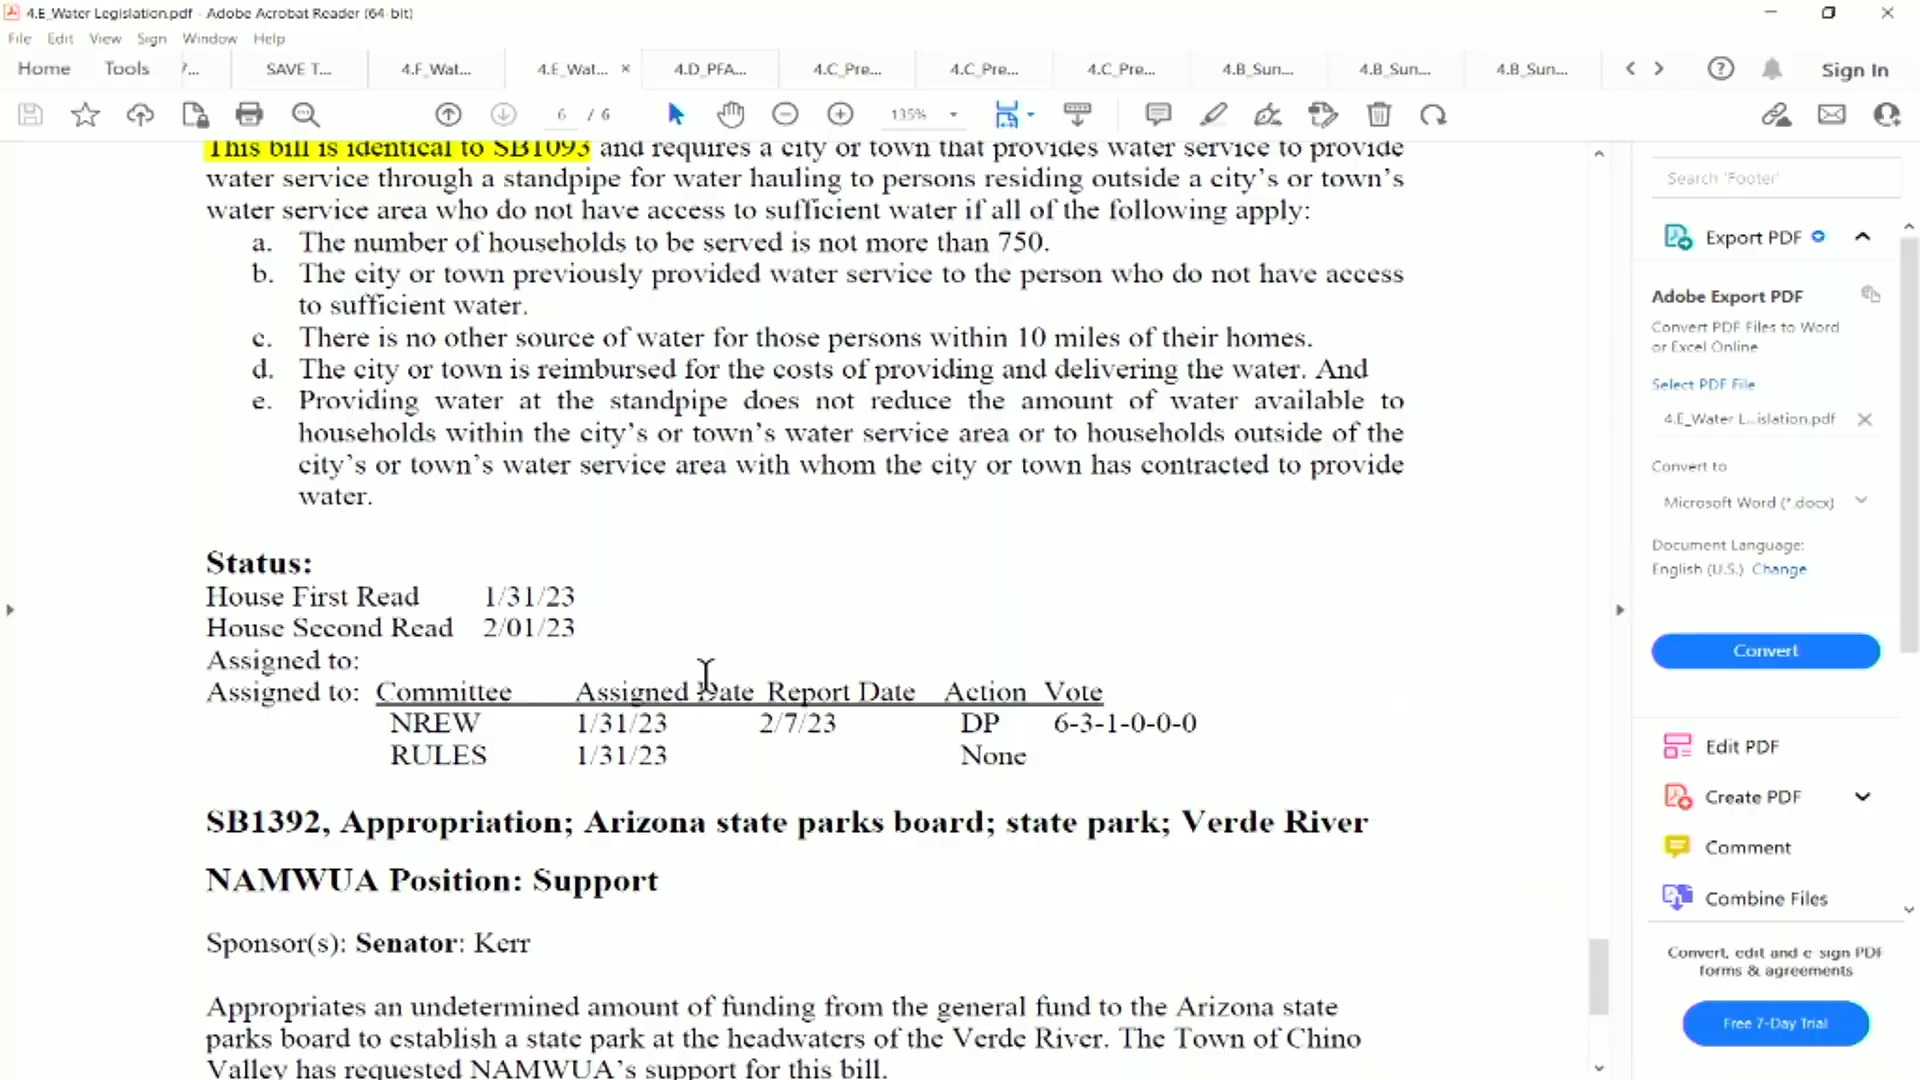 4.E_Water Legislation.pdf - Adobe Acrobat Reader (64-bit)
File Edit View Sign Window Help
Home Tools 7... SAVE T... 4.F_Wat... 4.E_Wat... × 4.D_PFA... 4.C_Pre... 4.C_Pre... 4.C_Pre... 4.B_Sun... 4.B_Sun... 4.B_Sun... Sign In
6 / 6 135%
This bill is identical to SB1093 and requires a city or town that provides water service to provide
water service through a standpipe for water hauling to persons residing outside a city's or town's
water service area who do not have access to sufficient water if all of the following apply:
a. The number of households to be served is not more than 750.
b. The city or town previously provided water service to the person who do not have access
to sufficient water.
c. There is no other source of water for those persons within 10 miles of their homes.
d. The city or town is reimbursed for the costs of providing and delivering the water. And
e. Providing water at the standpipe does not reduce the amount of water available to
households within the city's or town's water service area or to households outside of the
city's or town's water service area with whom the city or town has contracted to provide
water.
Status:
House First Read 1/31/23
House Second Read 2/01/23
Assigned to:
Assigned to: Committee Assigned Date Report Date Action Vote
NREW 1/31/23 2/7/23 DP 6-3-1-0-0-0
RULES 1/31/23 None
SB1392, Appropriation; Arizona state parks board; state park; Verde River
NAMWUA Position: Support
Sponsor(s): Senator: Kerr
Appropriates an undetermined amount of funding from the general fund to the Arizona state
parks board to establish a state park at the headwaters of the Verde River. The Town of Chino
Valley has requested NAMWUA's support for this bill.
Search 'Footer'
Export PDF
Adobe Export PDF
Convert PDF Files to Word
or Excel Online
Select PDF File
4.E_Water L...islation.pdf
Convert to
Microsoft Word (*.docx)
Document Language:
English (U.S.) Change
Convert
Edit PDF
Create PDF
Comment
Combine Files
Convert, edit and e-sign PDF
forms & agreements
Free 7-Day Trial